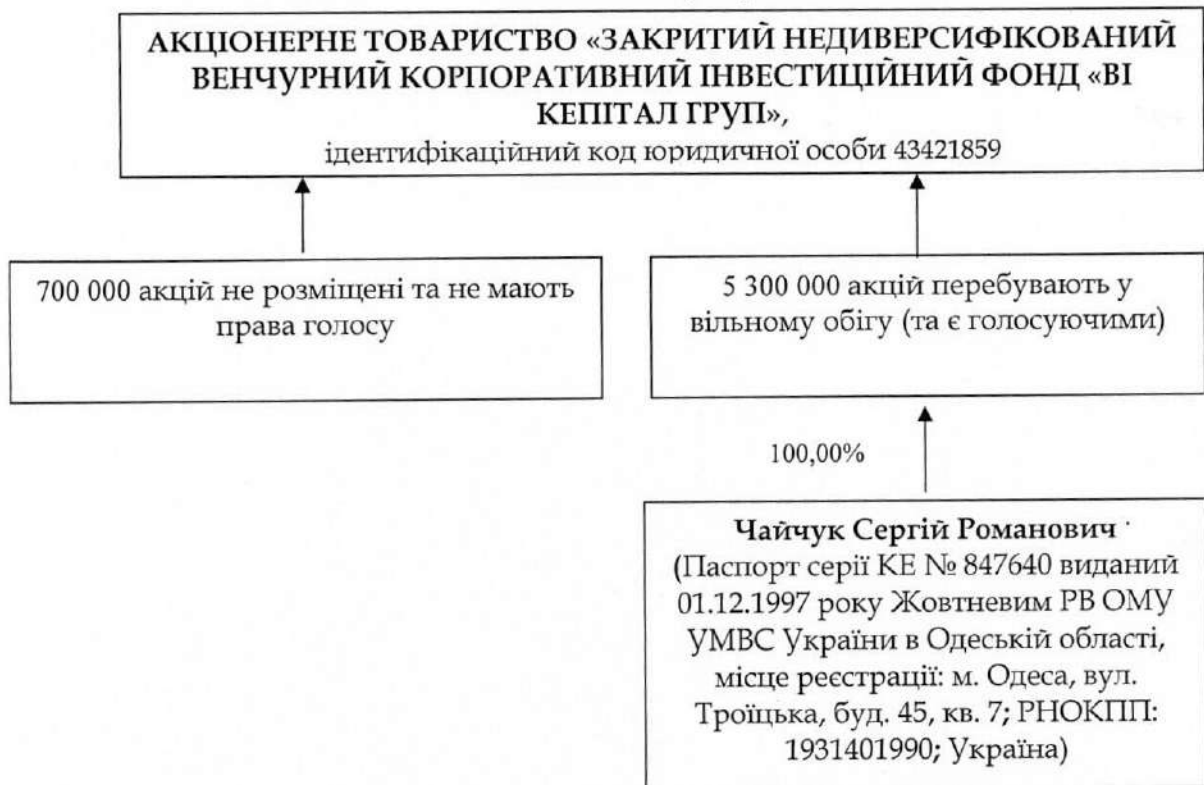 АКЦІОНЕРНЕ ТОВАРИСТВО «ЗАКРИТИЙ НЕДИВЕРСИФІКОВАНИЙ
ВЕНЧУРНИЙ КОРПОРАТИВНИЙ ІНВЕСТИЦІЙНИЙ ФОНД «ВІ
КЕПІТАЛ ГРУП»,
ідентифікаційний код юридичної особи 43421859
700 000 акцій не розміщені та не мають
права голосу
5 300 000 акцій перебувають у
вільному обігу (та є голосуючими)
100,00%
Чайчук Сергій Романович
(Паспорт серії КЕ № 847640 виданий
01.12.1997 року Жовтневим РВ ОМУ
УМВС України в Одеській області,
місце реєстрації: м. Одеса, вул.
Троїцька, буд. 45, кв. 7; РНОКПП:
1931401990; Україна)